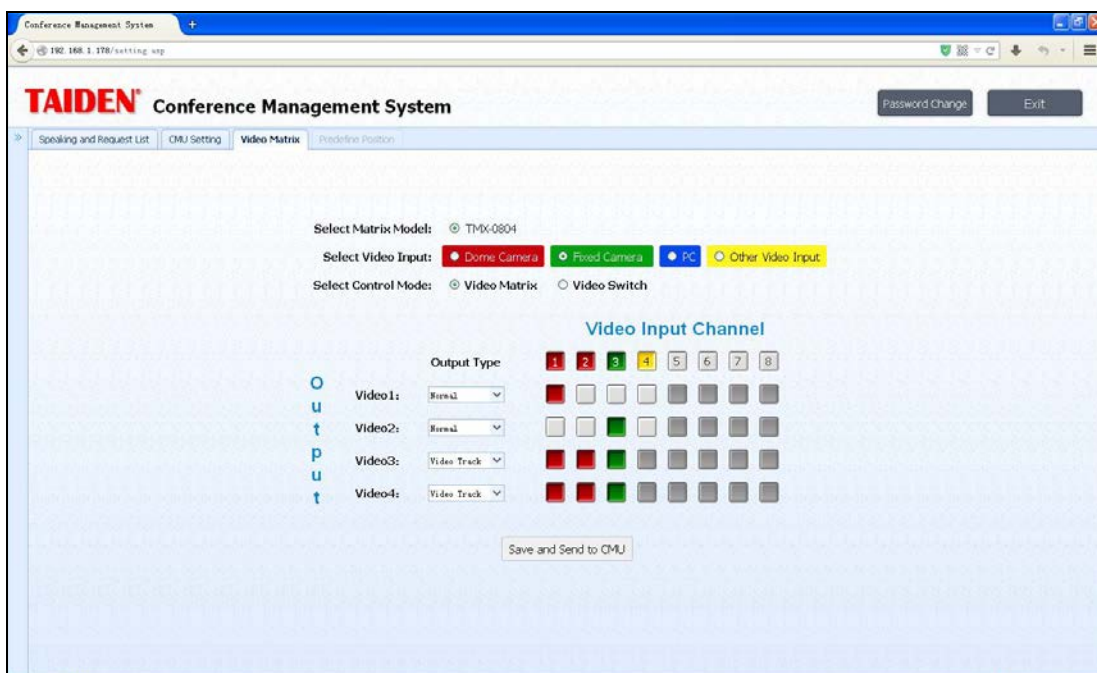 Conference Management System
192.168.1.178/setting asp
TAIDEN® Conference Management System
Password Change Exit
Speaking and Request List CMU Setting Video Matrix Predefine Position
Select Matrix Model: TMX-0804
Select Video Input: Dome Camera Fixed Camera PC Other Video Input
Select Control Mode: Video Matrix Video Switch
Video Input Channel
Output Type 1 2 3 4 5 6 7 8
Output
Video1: Normal
Video2: Normal
Video3: Video Track
Video4: Video Track
Save and Send to CMU